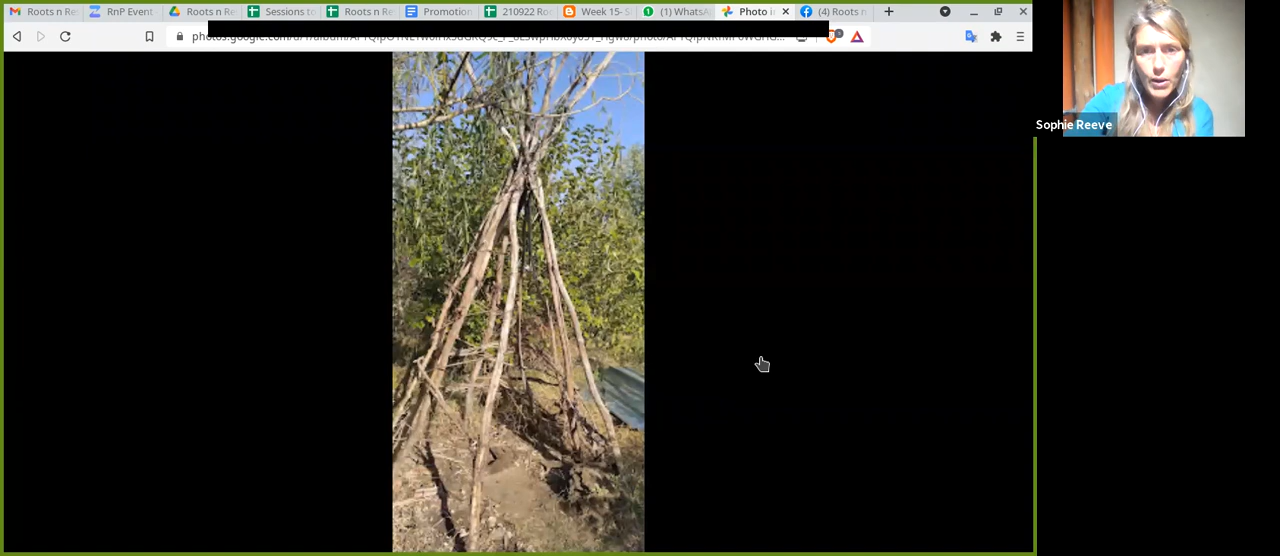 Roots n Re
RnP Event
Roots n Re
Sessions to
Roots n R
Promotion
210922 Ro
Week 15- S
(1) WhatsA
Photo i
(4) Roots n
Sophie Reeve